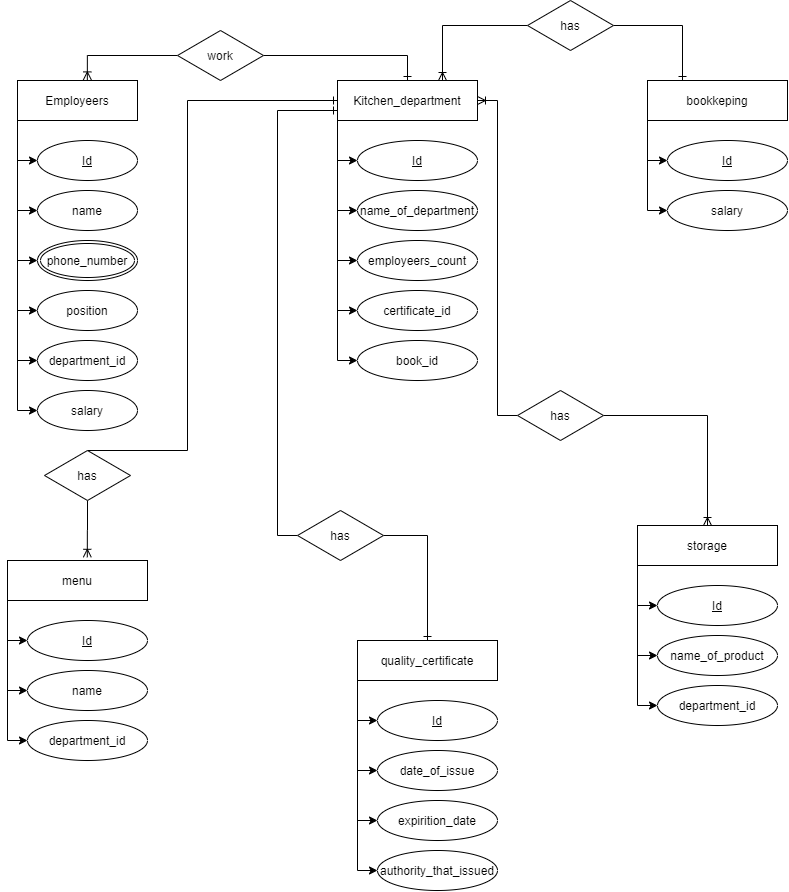 has
work
Employeers
Id
name
phone_number
position
department_id
salary
Kitchen_department
Id
name_of_department
employeers_count
certificate_id
book_id
bookkeping
Id
salary
has
menu
Id
name
department_id
has
quality_certificate
Id
date_of_issue
expirition_date
authority_that_issued
has
storage
Id
name_of_product
department_id